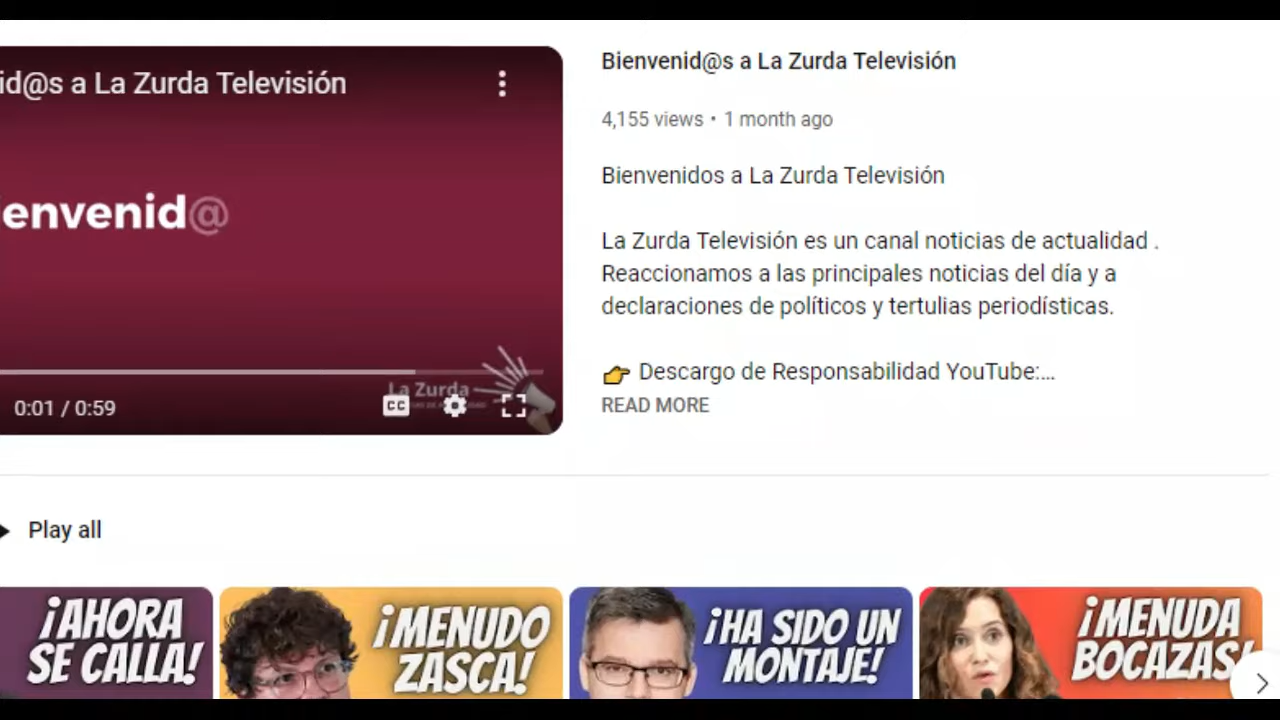 id@s a La Zurda Televisión
envenid@
La Zurda
0:01 / 0:59
CC
Bienvenid@s a La Zurda Televisión
4,155 views • 1 month ago
Bienvenidos a La Zurda Televisión
La Zurda Televisión es un canal noticias de actualidad .
Reaccionamos a las principales noticias del día y a
declaraciones de políticos y tertulias periodísticas.
👉 Descargo de Responsabilidad YouTube:...
READ MORE
Play all
¡AHORA
SE CALLA!
¡MENUDO
ZASCA!
¡HA SIDO UN
MONTAJE!
¡MENUDA
BOCAZAS!